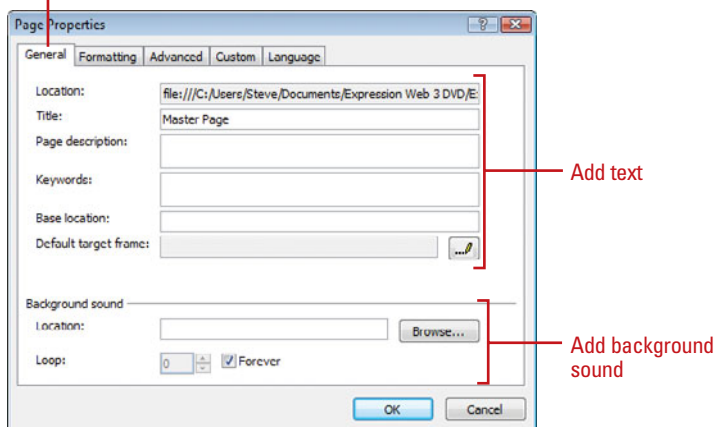 Page Properties
General Formatting Advanced Custom Language
Location: file:///C:/Users/Steve/Documents/Expression Web 3 DVD/E
Title: Master Page
Page description:
Keywords:
Base location:
Default target frame:
Add text
Background sound
Location: Browse...
Loop: 0 Forever
Add background
sound
OK Cancel